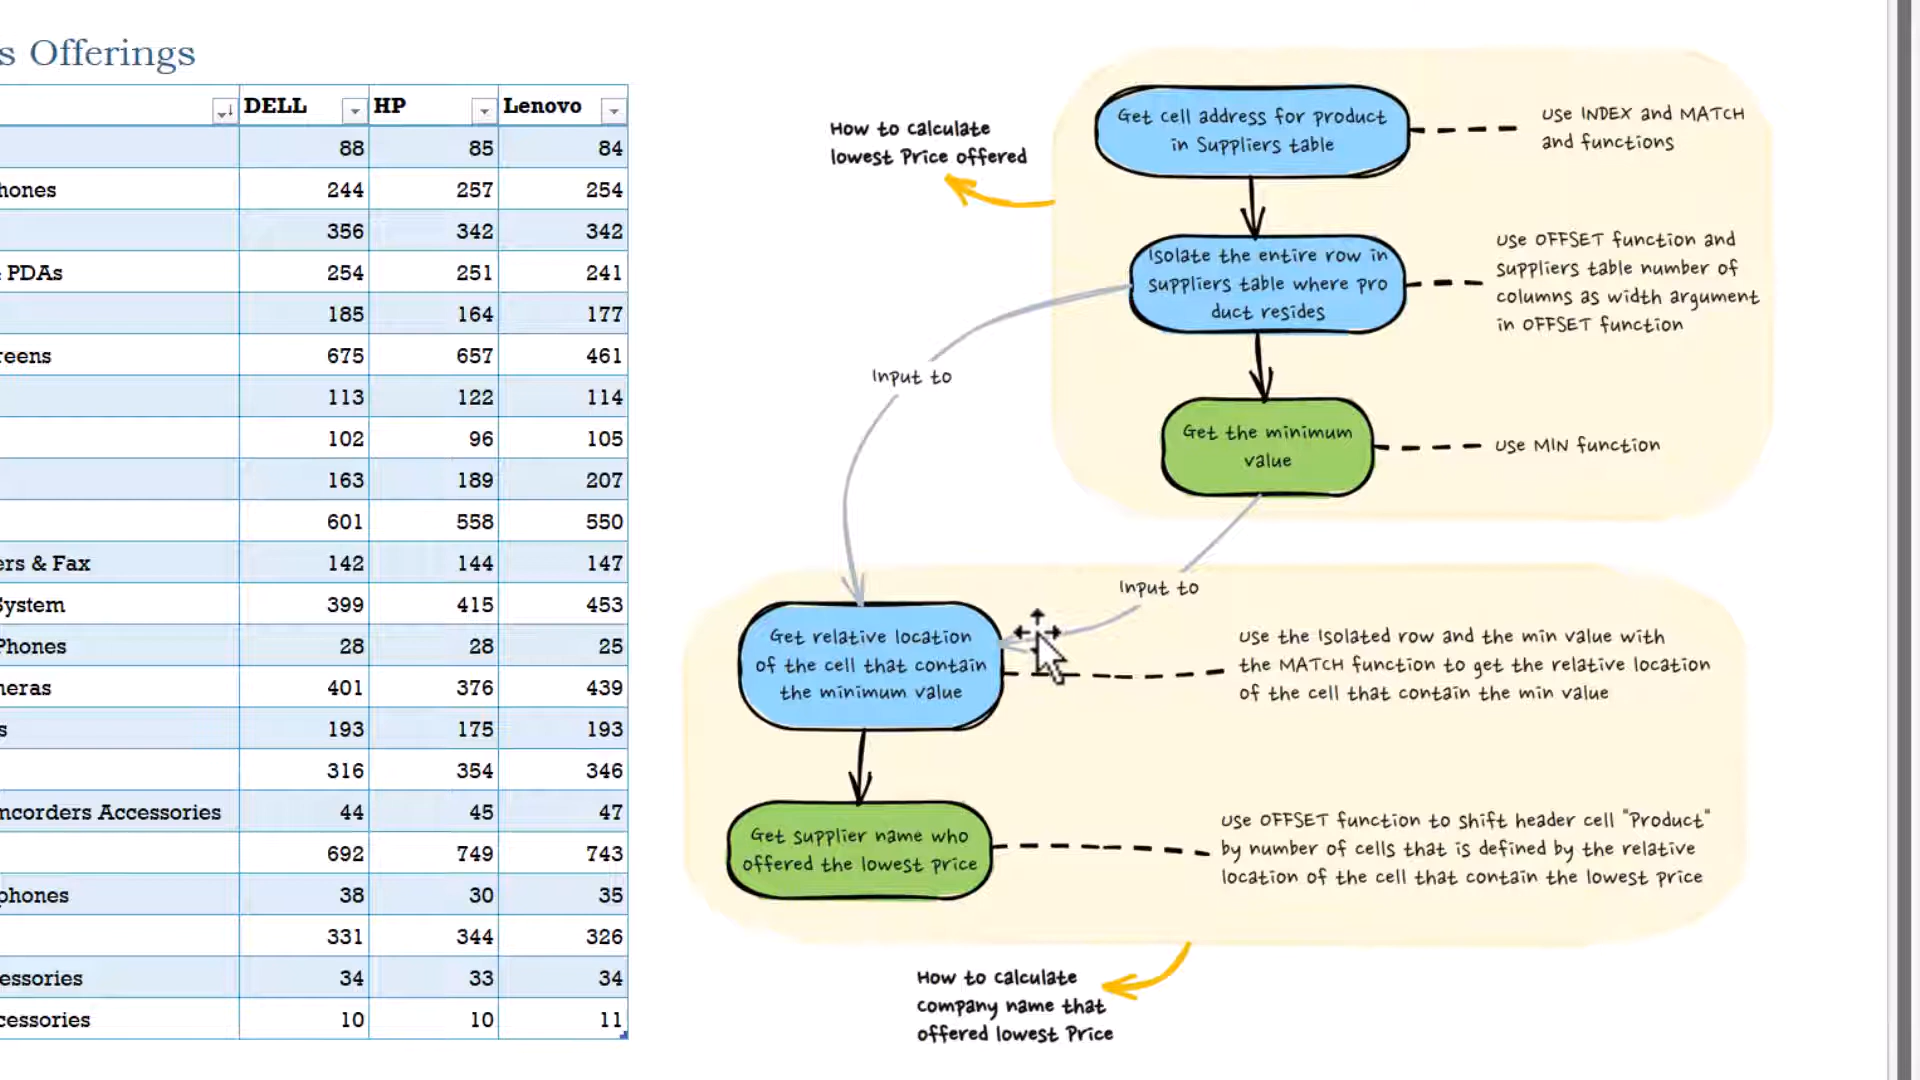 s Offerings
DELL HP Lenovo
88 85 84
hones 244 257 254
356 342 342
PDAs 254 251 241
185 164 177
reens 675 657 461
113 122 114
102 96 105
163 189 207
601 558 550
ers & Fax 142 144 147
System 399 415 453
Phones 28 28 25
neras 401 376 439
s 193 175 193
316 354 346
mcorders Accessories 44 45 47
692 749 743
phones 38 30 35
331 344 326
essories 34 33 34
cessories 10 10 11
How to calculate
lowest Price offered
Get cell address for product
in Suppliers table
Use INDEX and MATCH
and functions
Isolate the entire row in
suppliers table where pro
duct resides
Use OFFSET function and
suppliers table number of
columns as width argument
in OFFSET function
Input to
Get the minimum
value
Use MIN function
Input to
Get relative location
of the cell that contain
the minimum value
Use the Isolated row and the min value with
the MATCH function to get the relative location
of the cell that contain the min value
Get supplier name who
offered the lowest price
Use OFFSET function to shift header cell "Product"
by number of cells that is defined by the relative
location of the cell that contain the lowest price
How to calculate
company name that
offered lowest Price